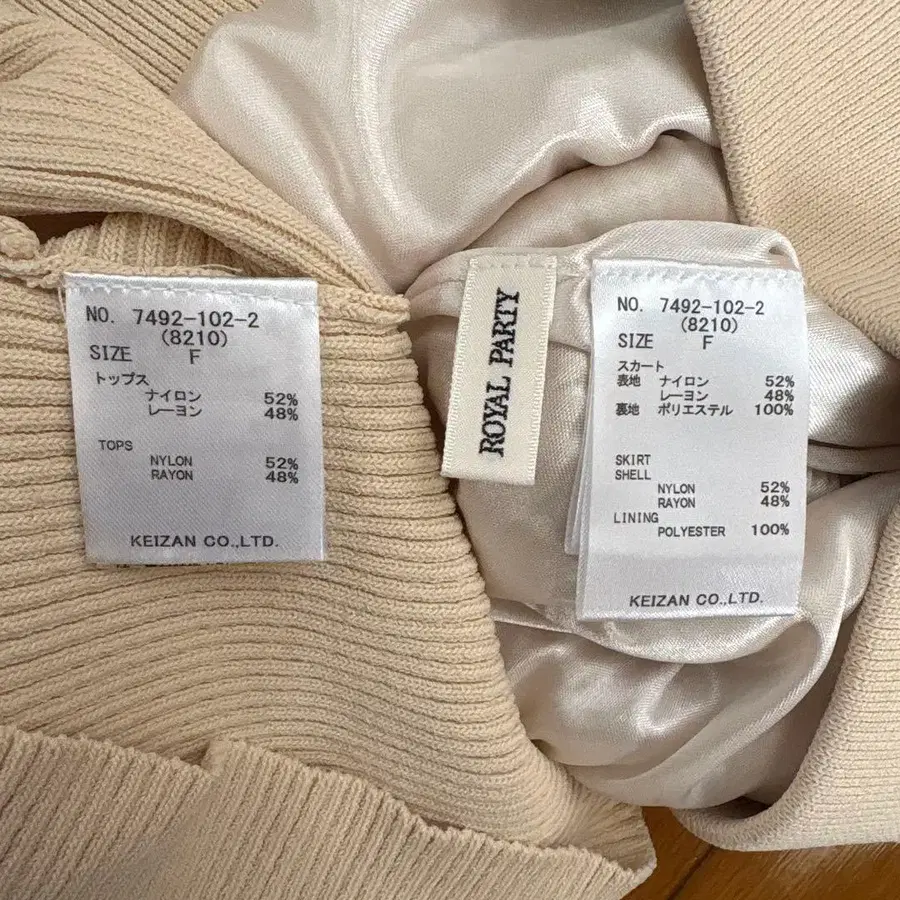 NO. 7492-102-2
(8210)
SIZE F
トップス
ナイロン 52%
レーヨン 48%
TOPS
NYLON 52%
RAYON 48%
KEIZAN CO.,LTD.
ROYAL PARTY
NO. 7492-102-2
(8210)
SIZE F
スカート
表地 ナイロン 52%
レーヨン 48%
裏地 ポリエステル 100%
SKIRT
SHELL
NYLON 52%
RAYON 48%
LINING
POLYESTER 100%
KEIZAN CO.,LTD.